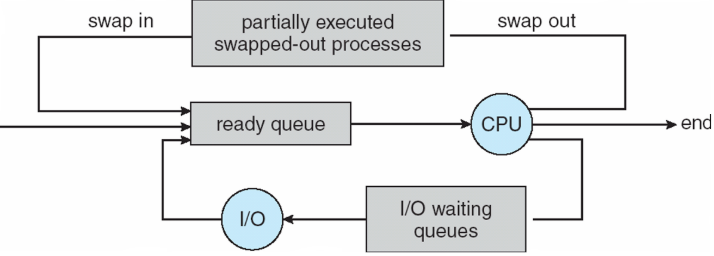 swap in
partially executed
swapped-out processes
swap out
ready queue
CPU
end
I/O
I/O waiting
queues